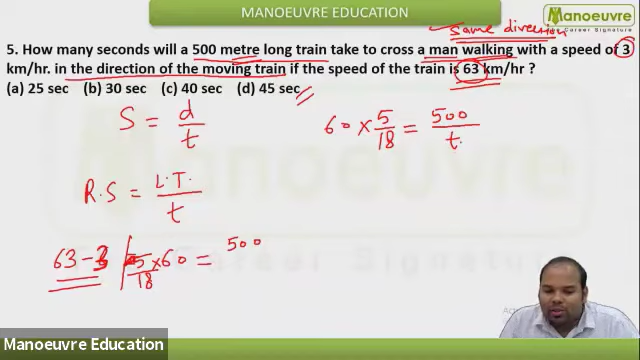 MANOEUVRE EDUCATION
Manoeuvre
Career Signature
same direction
5. How many seconds will a 500 metre long train take to cross a man walking with a speed of 3
km/hr. in the direction of the moving train if the speed of the train is 63 km/hr ?
(a) 25 sec (b) 30 sec (c) 40 sec (d) 45 sec
S = d/t
60 × 5/18 = 500/t
R.S = L.T./t
63 - 3 5/18 × 60 = 500
Manoeuvre Education